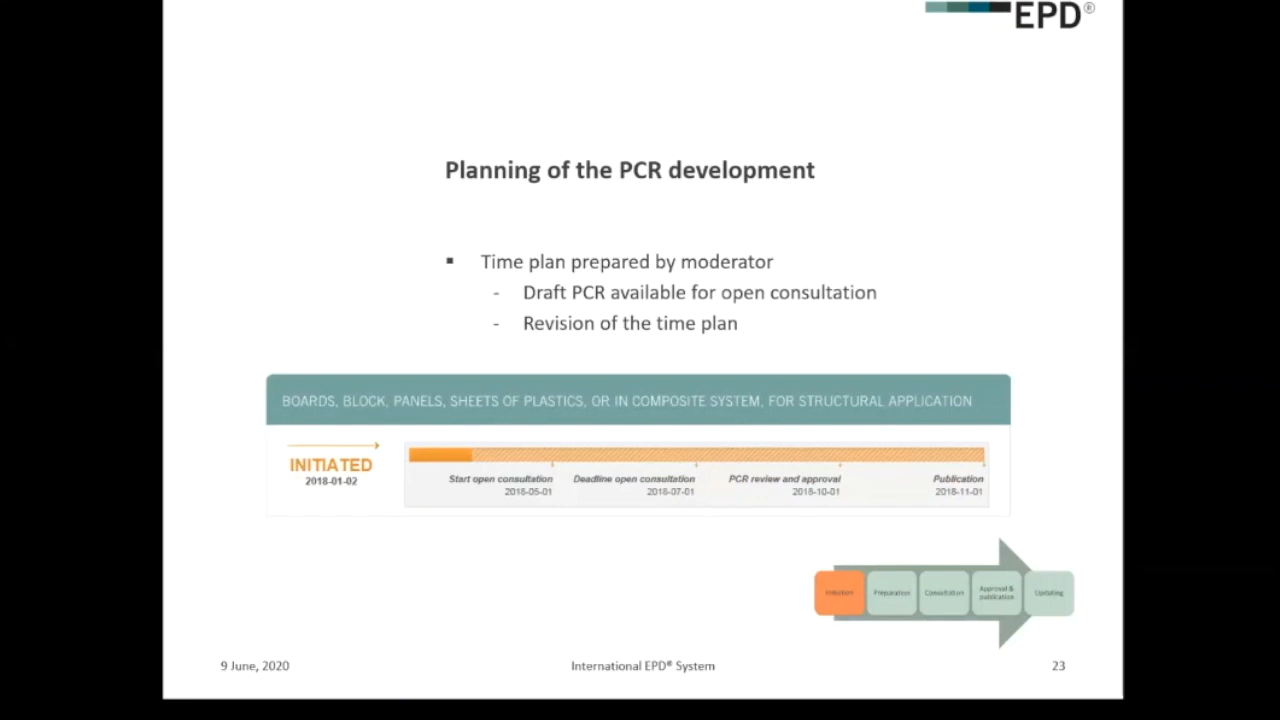 EPD®
Planning of the PCR development
▪ Time plan prepared by moderator
- Draft PCR available for open consultation
- Revision of the time plan
BOARDS, BLOCK, PANELS, SHEETS OF PLASTICS, OR IN COMPOSITE SYSTEM, FOR STRUCTURAL APPLICATION
INITIATED
2018-01-02
Start open consultation
2018-05-01
Deadline open consultation
2018-07-01
PCR review and approval
2018-10-01
Publication
2018-11-01
Initiation
Preparation
Consultation
Approval &
publication
Updating
9 June, 2020
International EPD® System
23